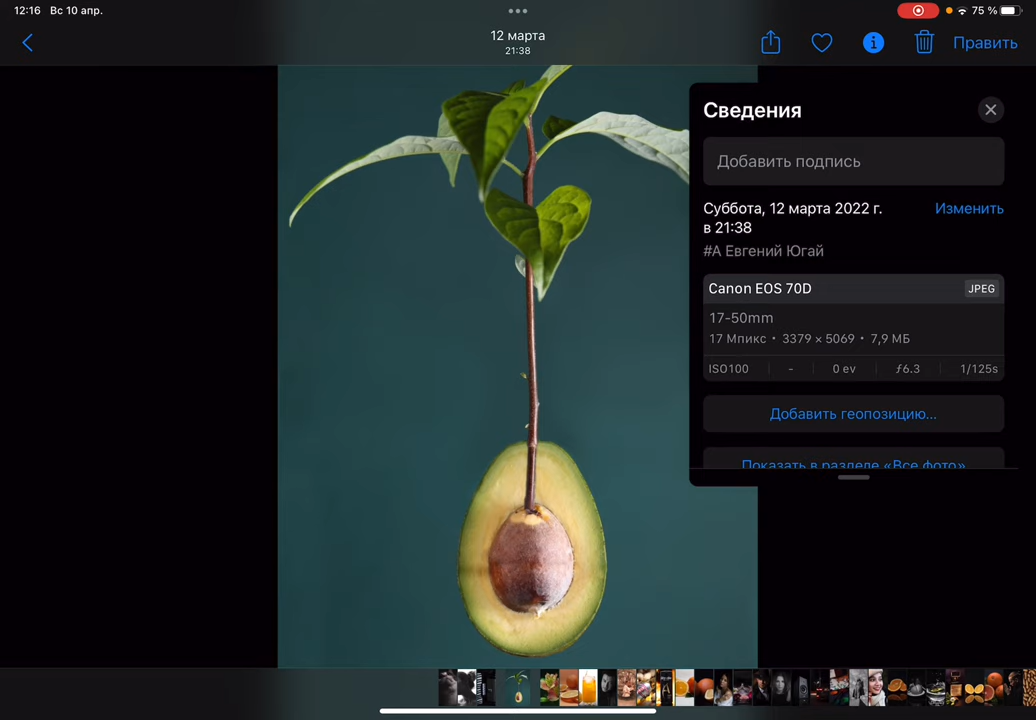 12:16 Вс 10 апр.
75 %
12 марта
21:38
Править
Сведения
Добавить подпись
Суббота, 12 марта 2022 г.
в 21:38
Изменить
#A Евгений Югай
Canon EOS 70D
JPEG
17-50mm
17 Мпикс • 3379 × 5069 • 7,9 МБ
ISO100 - 0 ev ƒ6.3 1/125s
Добавить геопозицию...
Показать в разделе «Все фото»